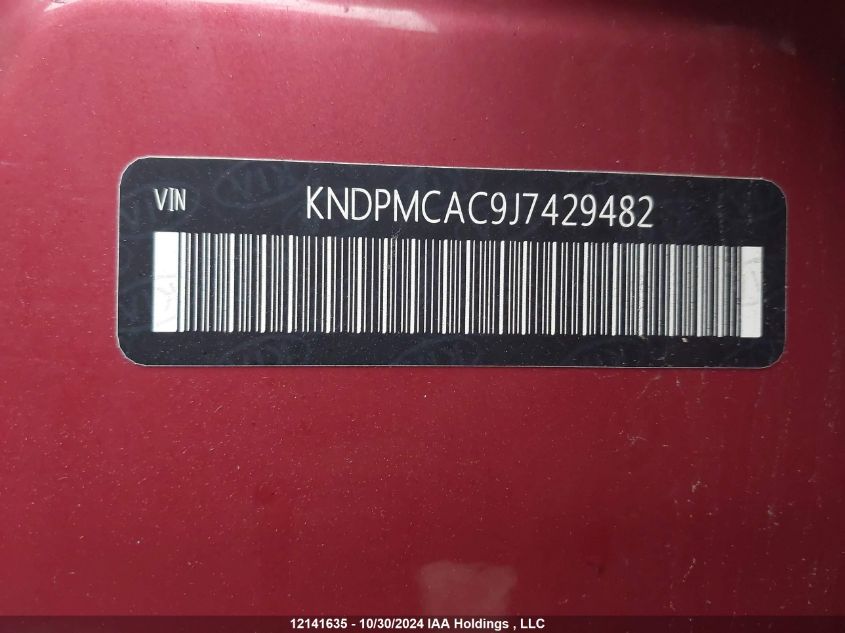 VIN KNDPMCAC9J7429482
12141635 - 10/30/2024 IAA Holdings , LLC